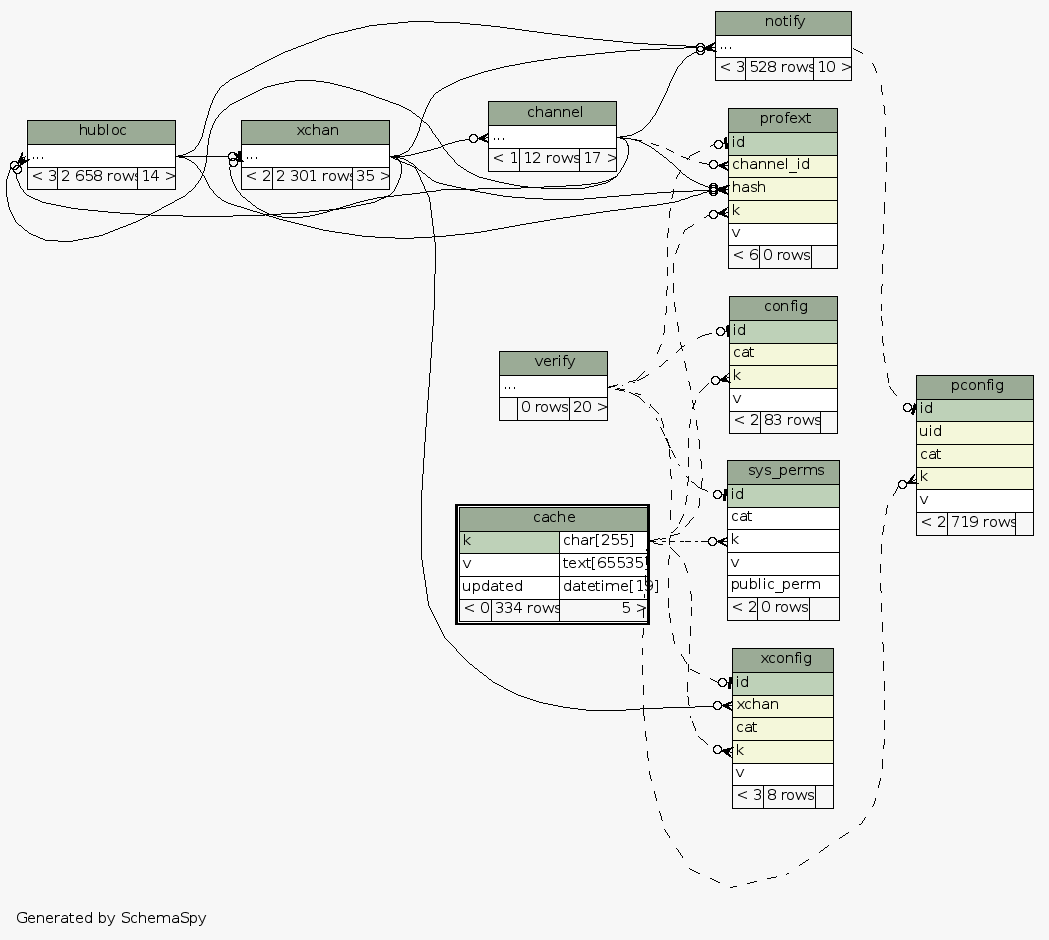 notify
...
< 3 528 rows 10 >
hubloc
...
< 3 2 658 rows 14 >
xchan
...
< 2 2 301 rows 35 >
channel
...
< 1 12 rows 17 >
profext
id
channel_id
hash
k
v
< 6 0 rows
config
id
cat
k
v
< 2 83 rows
verify
...
0 rows 20 >
pconfig
id
uid
cat
k
v
< 2 719 rows
sys_perms
id
cat
k
v
public_perm
< 2 0 rows
cache
k char[255]
v text[65535]
updated datetime[19]
< 0 334 rows 5 >
xconfig
id
xchan
cat
k
v
< 3 8 rows
Generated by SchemaSpy